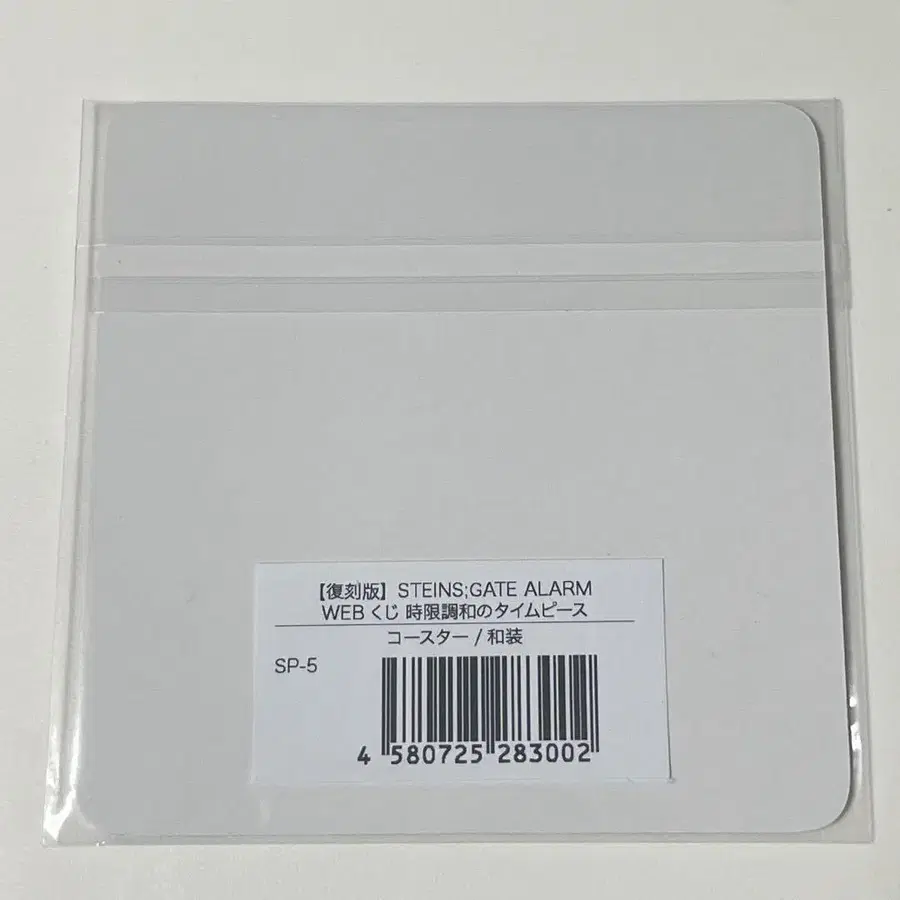 【復刻版】STEINS;GATE ALARM
WEBくじ 時限調和のタイムピース
コースター / 和装
SP-5
4 580725 283002